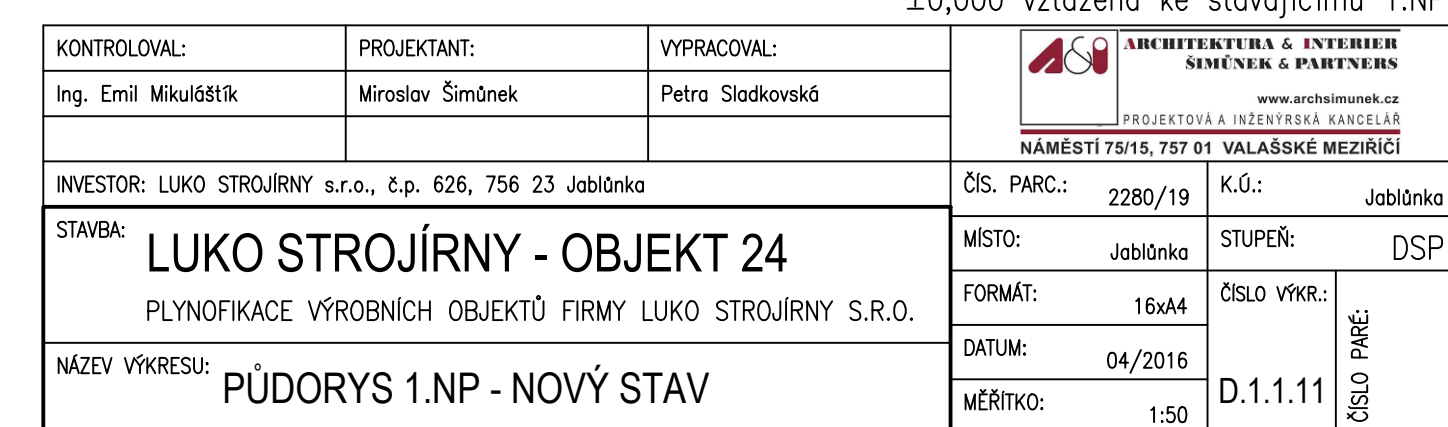 ±0,000 vztažena ke stávajícímu 1.NP
KONTROLOVAL: PROJEKTANT: VYPRACOVAL:
Ing. Emil Mikuláštík Miroslav Šimůnek Petra Sladkovská
A&i ARCHITEKTURA & INTERIER
ŠIMŮNEK & PARTNERS
www.archsimunek.cz
PROJEKTOVÁ A INŽENÝRSKÁ KANCELÁŘ
NÁMĚSTÍ 75/15, 757 01 VALAŠSKÉ MEZIŘÍČÍ
INVESTOR: LUKO STROJÍRNY s.r.o., č.p. 626, 756 23 Jablůnka
ČÍS. PARC.: 2280/19 K.Ú.: Jablůnka
STAVBA: LUKO STROJÍRNY - OBJEKT 24
PLYNOFIKACE VÝROBNÍCH OBJEKTŮ FIRMY LUKO STROJÍRNY S.R.O.
MÍSTO: Jablůnka STUPEŇ: DSP
FORMÁT: 16xA4 ČÍSLO VÝKR.:
DATUM: 04/2016
NÁZEV VÝKRESU: PŮDORYS 1.NP - NOVÝ STAV
MĚŘÍTKO: 1:50 D.1.1.11
ČÍSLO PARÉ: